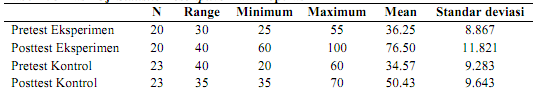 N Range Minimum Maximum Mean Standar deviasi
Pretest Eksperimen 20 30 25 55 36.25 8.867
Posttest Eksperimen 20 40 60 100 76.50 11.821
Pretest Kontrol 23 40 20 60 34.57 9.283
Posttest Kontrol 23 35 35 70 50.43 9.643